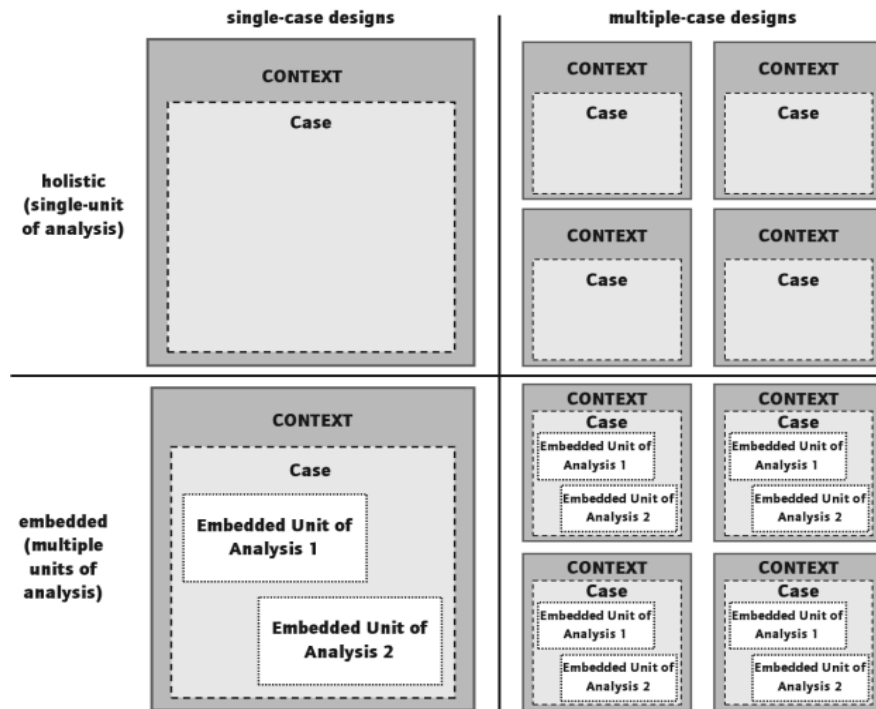 single-case designs
multiple-case designs
holistic
(single-unit
of analysis)
CONTEXT
Case
CONTEXT
Case
CONTEXT
Case
CONTEXT
Case
CONTEXT
Case
embedded
(multiple
units of
analysis)
CONTEXT
Case
Embedded Unit of
Analysis 1
Embedded Unit of
Analysis 2
CONTEXT
Case
Embedded Unit of
Analysis 1
Embedded Unit of
Analysis 2
CONTEXT
Case
Embedded Unit of
Analysis 1
Embedded Unit of
Analysis 2
CONTEXT
Case
Embedded Unit of
Analysis 1
Embedded Unit of
Analysis 2
CONTEXT
Case
Embedded Unit of
Analysis 1
Embedded Unit of
Analysis 2